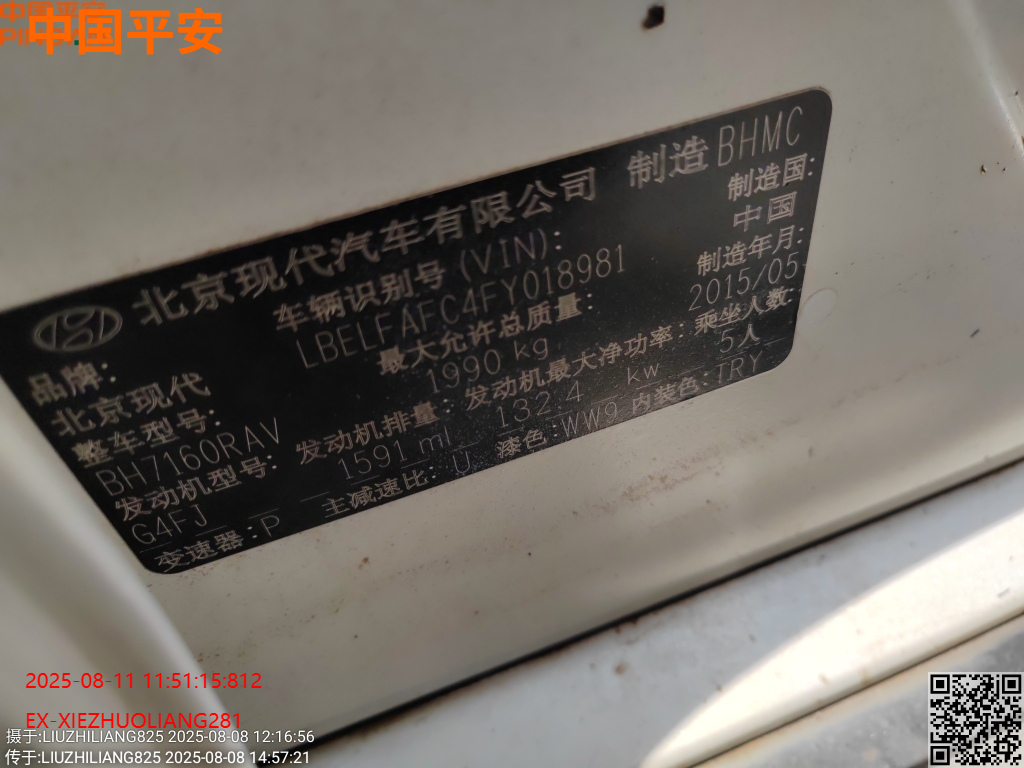 中国平安
中国平安
北京现代汽车有限公司 制造 BHMC
车辆识别号 (VIN): 制造国:
LBELFAFC4FY018981 中国
品牌: 最大允许总质量: 制造年月:
北京现代 1990 kg 2015/05
整车型号: 发动机排量: 发动机最大净功率: 乘坐人数:
BH7160RAV 1591 ml 132.4 kw 5人
发动机型号: 主减速比: U 漆色:WW9 内装色:TRY
G4FJ
变速器:P
2025-08-11 11:51:15:812
EX-XIEZHUOLIANG281
摄于:LIUZHILIANG825 2025-08-08 12:16:56
传于:LIUZHILIANG825 2025-08-08 14:57:21